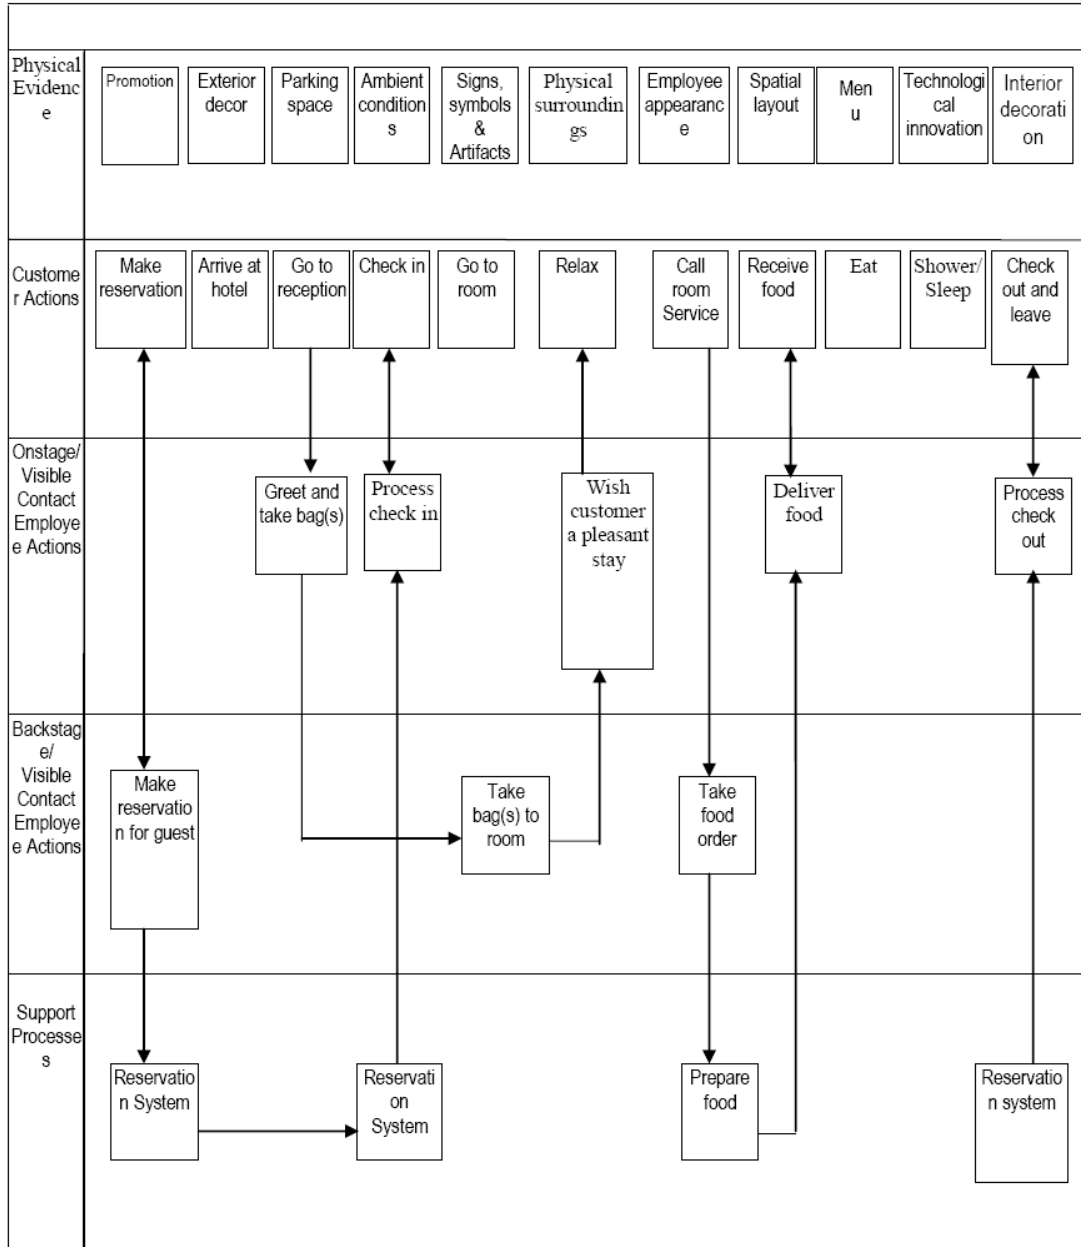 Physical
Evidenc
e
Promotion
Exterior
decor
Parking
space
Ambient
condition
s
Signs,
symbols
&
Artifacts
Physical
surroundin
gs
Employee
appearan
ce
Spatial
layout
Men
u
Technologi
cal
innovation
Interior
decorati
on
Custome
r Actions
Make
reservation
Arrive at
hotel
Go to
reception
Check in
Go to
room
Relax
Call
room
Service
Receive
food
Eat
Shower/
Sleep
Check
out and
leave
Onstage/
Visible
Contact
Employe
e Actions
Greet and
take bag(s)
Process
check in
Wish
customer
a pleasant
stay
Deliver
food
Process
check
out
Backstag
e/
Visible
Contact
Employe
e Actions
Make
reservatio
n for guest
Take
bag(s) to
room
Take
food
order
Support
Processe
s
Reservatio
n System
Reservati
on
System
Prepare
food
Reservatio
n system